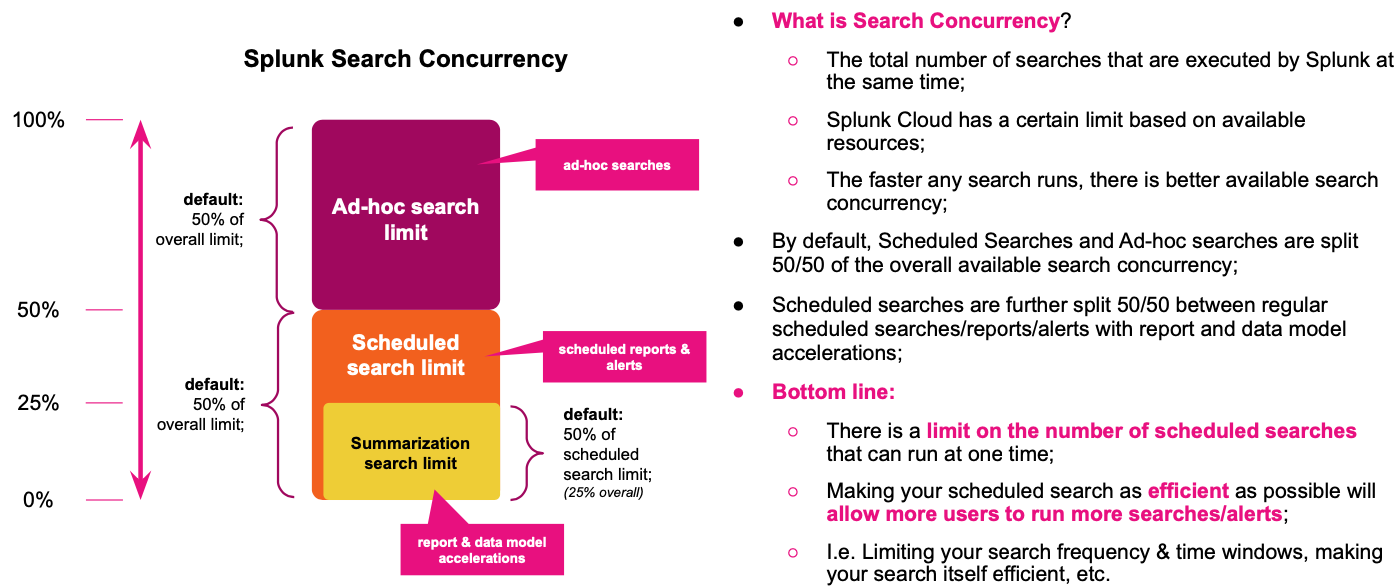 Splunk Search Concurrency
100%
50%
25%
0%
default:
50% of
overall limit;
default:
50% of
overall limit;
Ad-hoc search
limit
Scheduled
search limit
Summarization
search limit
ad-hoc searches
scheduled reports &
alerts
default:
50% of
scheduled
search limit;
(25% overall)
report & data model
accelerations
● What is Search Concurrency?
○ The total number of searches that are executed by Splunk at
the same time;
○ Splunk Cloud has a certain limit based on available
resources;
○ The faster any search runs, there is better available search
concurrency;
● By default, Scheduled Searches and Ad-hoc searches are split
50/50 of the overall available search concurrency;
● Scheduled searches are further split 50/50 between regular
scheduled searches/reports/alerts with report and data model
accelerations;
● Bottom line:
○ There is a limit on the number of scheduled searches
that can run at one time;
○ Making your scheduled search as efficient as possible will
allow more users to run more searches/alerts;
○ I.e. Limiting your search frequency & time windows, making
your search itself efficient, etc.